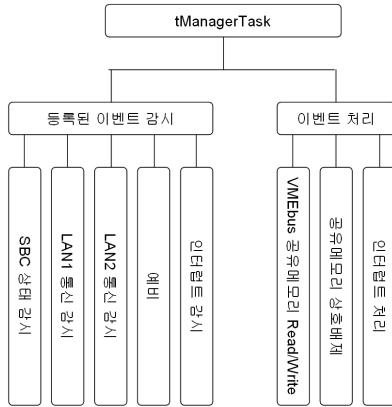 tManagerTask
등록된 이벤트 감시
이벤트 처리
SBC 상태 감시
LAN1 통신 감시
LAN2 통신 감시
예비
인터럽트 감시
VMEbus 공유메모리 Read/Write
공유메모리 상호배제
인터럽트 처리